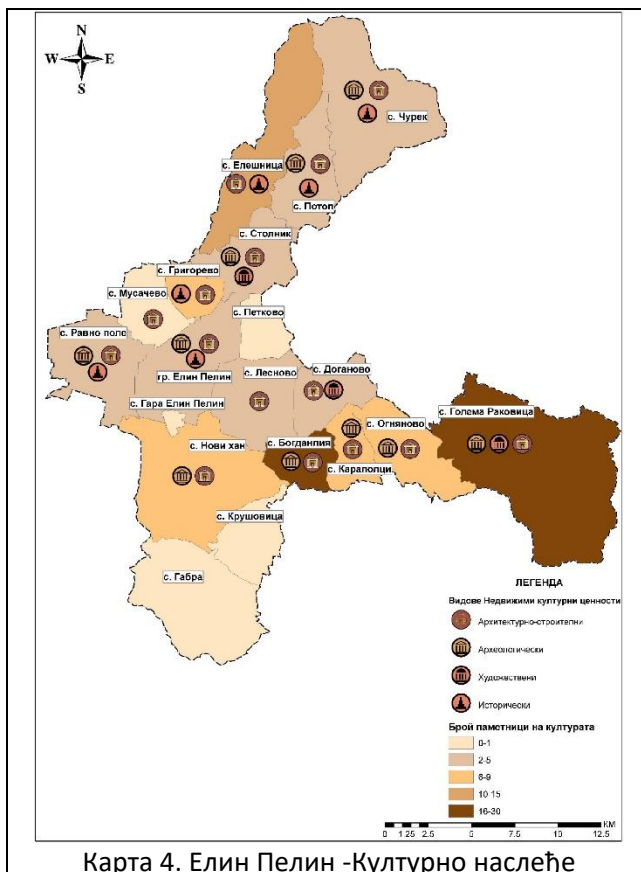 N
W E
S
с. Чурек
с. Елешница
с. Потоп
с. Столник
с. Григорево
с. Мусачево
с. Петково
с. Равно поле
гр. Елин Пелин
с. Лесново
с. Доганово
с. Гара Елин Пелин
с. Голема Раковица
с. Огняново
с. Нови хан
с. Богданлия
с. Караполци
с. Крушовица
с. Габра
ЛЕГЕНДА
Видове Недвижими културни ценности
Архитектурно-строителни
Археологически
Художествени
Исторически
Брой паметници на културата
0-1
2-5
6-9
10-15
16-30
КМ
0 1.25 2.5 5 7.5 10 12.5
Карта 4. Елин Пелин -Културно наслеђе